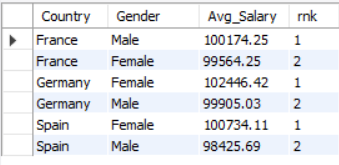 Country Gender Avg_Salary rnk
France Male 100174.25 1
France Female 99564.25 2
Germany Female 102446.42 1
Germany Male 99905.03 2
Spain Female 100734.11 1
Spain Male 98425.69 2